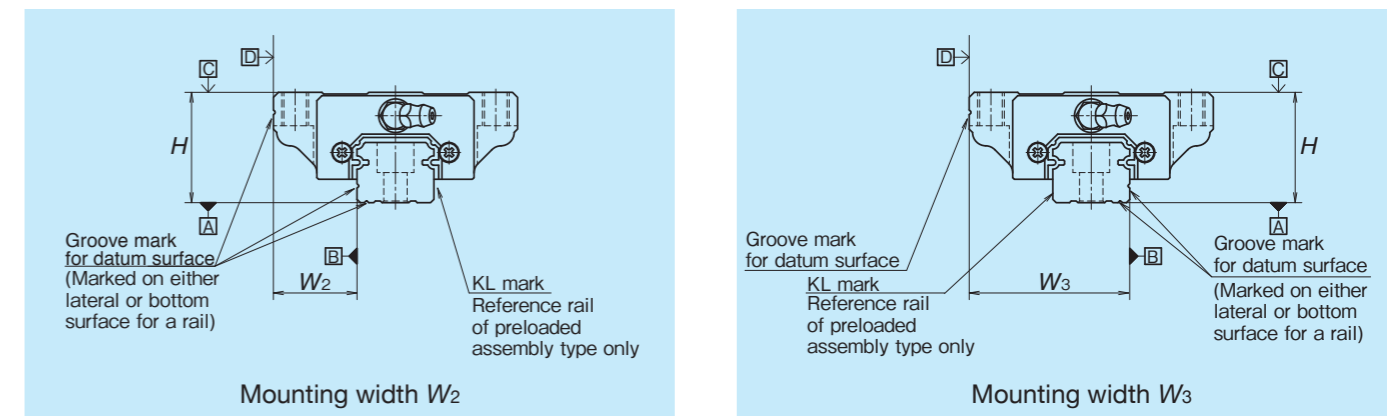 D
C
H
A
Groove mark
for datum surface
(Marked on either
lateral or bottom
surface for a rail)
B
W2
KL mark
Reference rail
of preloaded
assembly type only
Mounting width W2
D
C
H
A
Groove mark
for datum surface
KL mark
Reference rail
of preloaded
assembly type only
W3
B
Groove mark
for datum surface
(Marked on either
lateral or bottom
surface for a rail)
Mounting width W3